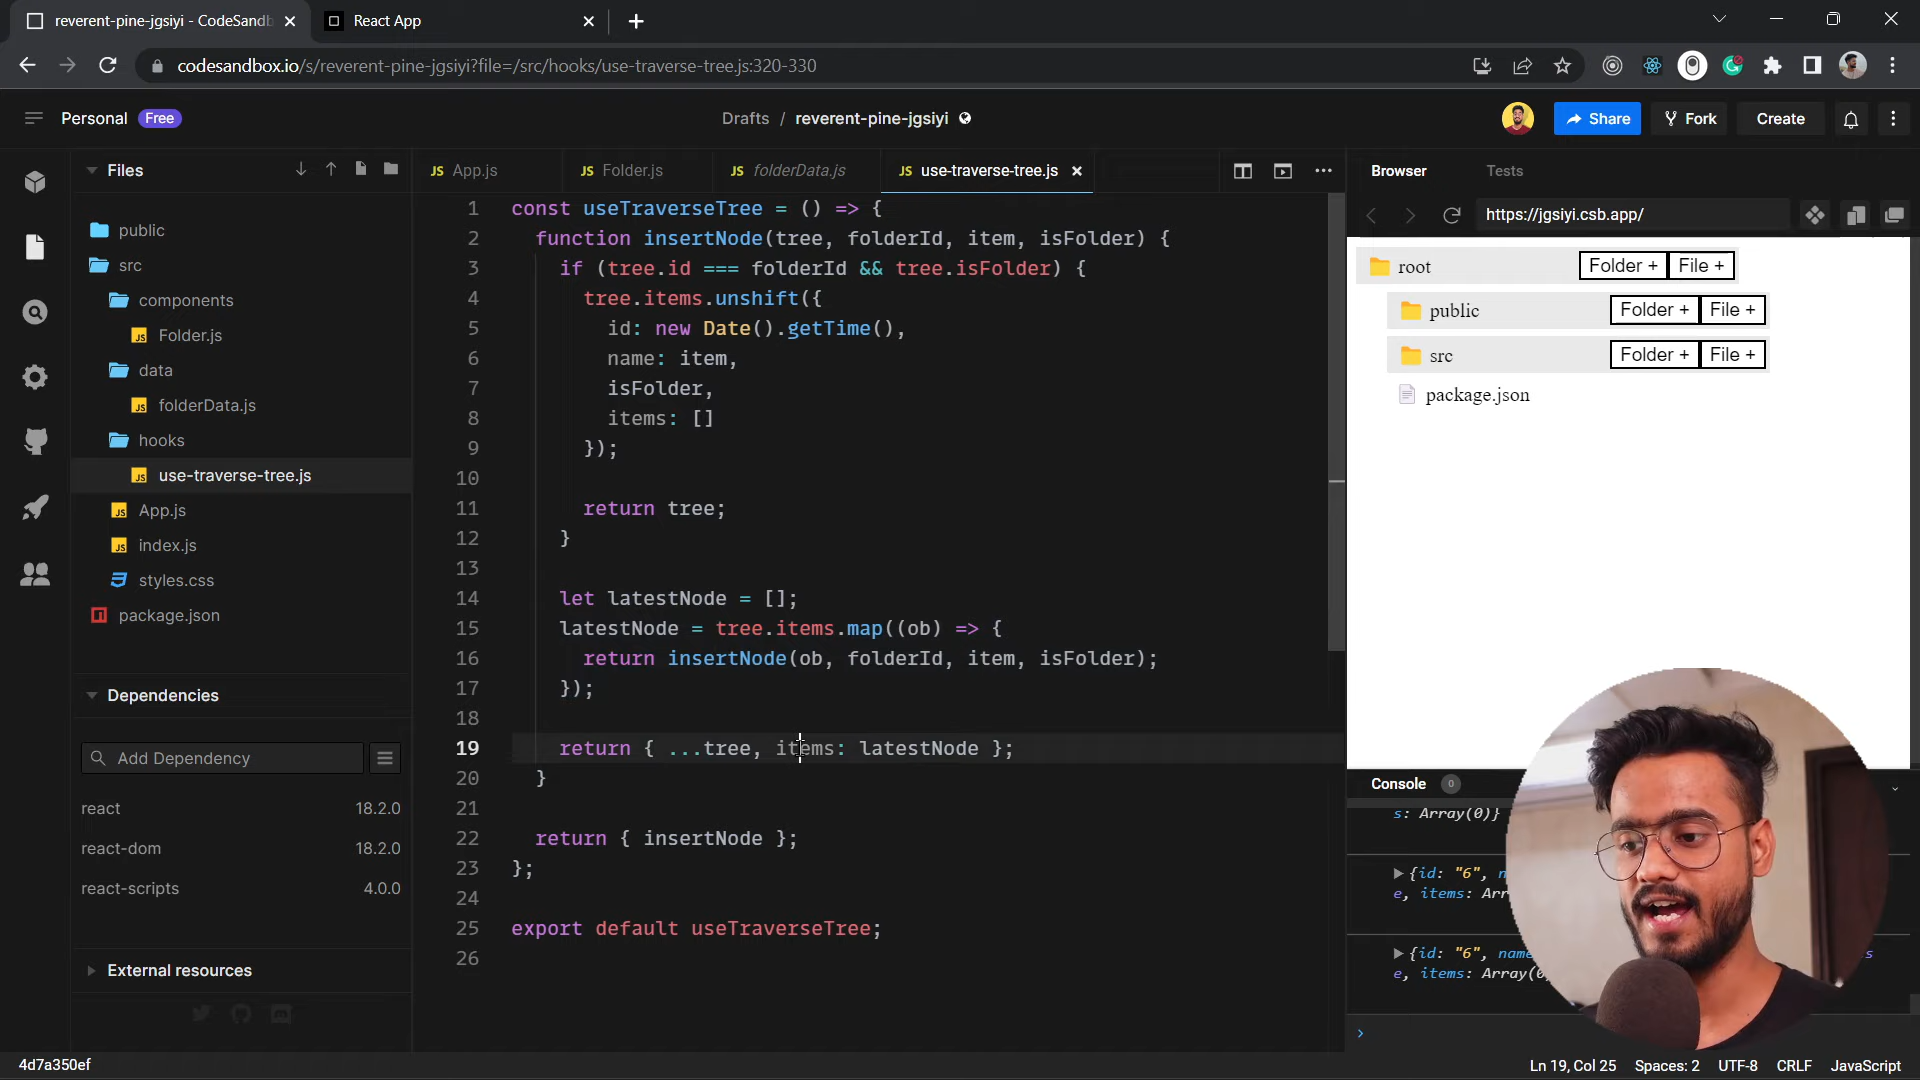 reverent-pine-jgsiyi - CodeSandb
React App
codesandbox.io/s/reverent-pine-jgsiyi?file=/src/hooks/use-traverse-tree.js:320-330
Personal Free
Drafts / reverent-pine-jgsiyi
Share
Fork
Create
Files
public
src
components
JS Folder.js
data
JS folderData.js
hooks
JS use-traverse-tree.js
JS App.js
JS index.js
styles.css
package.json
Dependencies
Add Dependency
react 18.2.0
react-dom 18.2.0
react-scripts 4.0.0
External resources
JS App.js
JS Folder.js
JS folderData.js
JS use-traverse-tree.js
1 const useTraverseTree = () => {
2 function insertNode(tree, folderId, item, isFolder) {
3 if (tree.id === folderId && tree.isFolder) {
4 tree.items.unshift({
5 id: new Date().getTime(),
6 name: item,
7 isFolder,
8 items: []
9 });
10
11 return tree;
12 }
13
14 let latestNode = [];
15 latestNode = tree.items.map((ob) => {
16 return insertNode(ob, folderId, item, isFolder);
17 });
18
19 return { ...tree, items: latestNode };
20 }
21
22 return { insertNode };
23 };
24
25 export default useTraverseTree;
26
Browser
Tests
https://jgsiyi.csb.app/
root Folder + File +
public Folder + File +
src Folder + File +
package.json
Console 0
s: Array(0)}
{id: "6", n
e, items: Arr
{id: "6", name
s
e, items: Array(0
4d7a350ef
Ln 19, Col 25 Spaces: 2 UTF-8 CRLF JavaScript